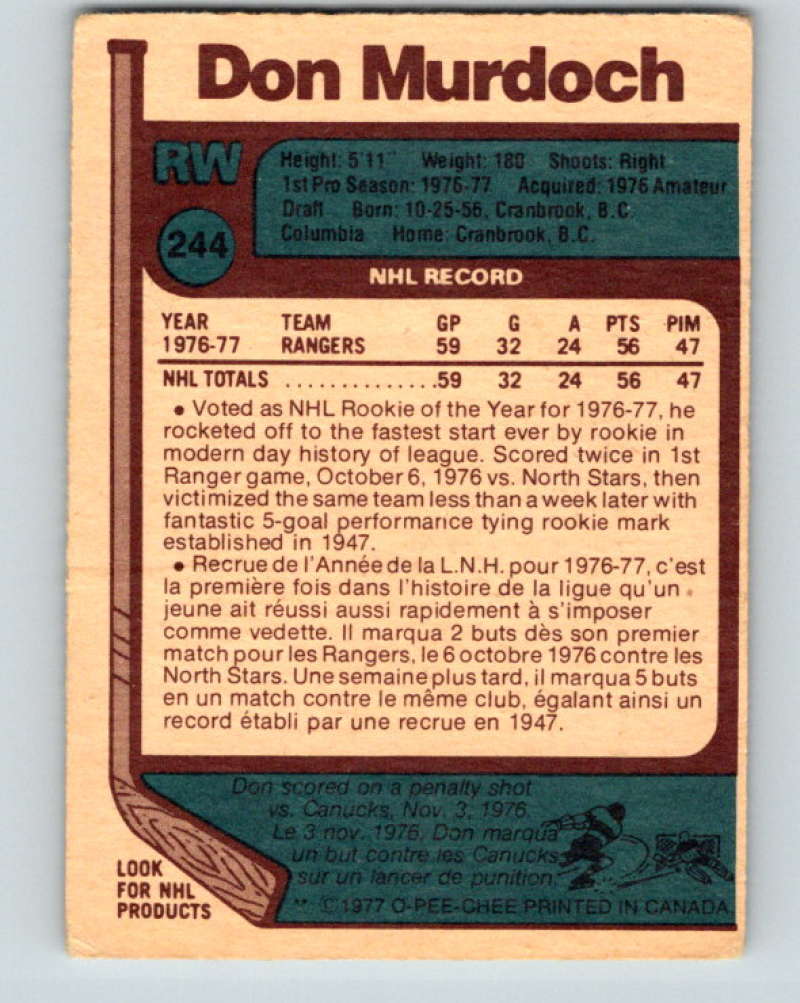 Don Murdoch
RW
244
Height: 5'11" Weight: 180 Shoots: Right
1st Pro Season: 1976-77 Acquired: 1976 Amateur
Draft Born: 10-25-56, Cranbrook, B.C.
Columbia Home: Cranbrook, B.C.
NHL RECORD
YEAR TEAM GP G A PTS PIM
1976-77 RANGERS 59 32 24 56 47
NHL TOTALS ..............59 32 24 56 47
• Voted as NHL Rookie of the Year for 1976-77, he
rocketed off to the fastest start ever by rookie in
modern day history of league. Scored twice in 1st
Ranger game, October 6, 1976 vs. North Stars, then
victimized the same team less than a week later with
fantastic 5-goal performance tying rookie mark
established in 1947.
• Recrue de l'Année de la L.N.H. pour 1976-77, c'est
la première fois dans l'histoire de la ligue qu'un
jeune ait réussi aussi rapidement à s'imposer
comme vedette. Il marqua 2 buts dès son premier
match pour les Rangers, le 6 octobre 1976 contre les
North Stars. Une semaine plus tard, il marqua 5 buts
en un match contre le même club, égalant ainsi un
record établi par une recrue en 1947.
Don scored on a penalty shot
vs. Canucks, Nov. 3, 1976.
Le 3 nov. 1976, Don marqua
un but contre les Canucks
sur un lancer de punition.
LOOK
FOR NHL
PRODUCTS
** ©1977 O-PEE-CHEE PRINTED IN CANADA